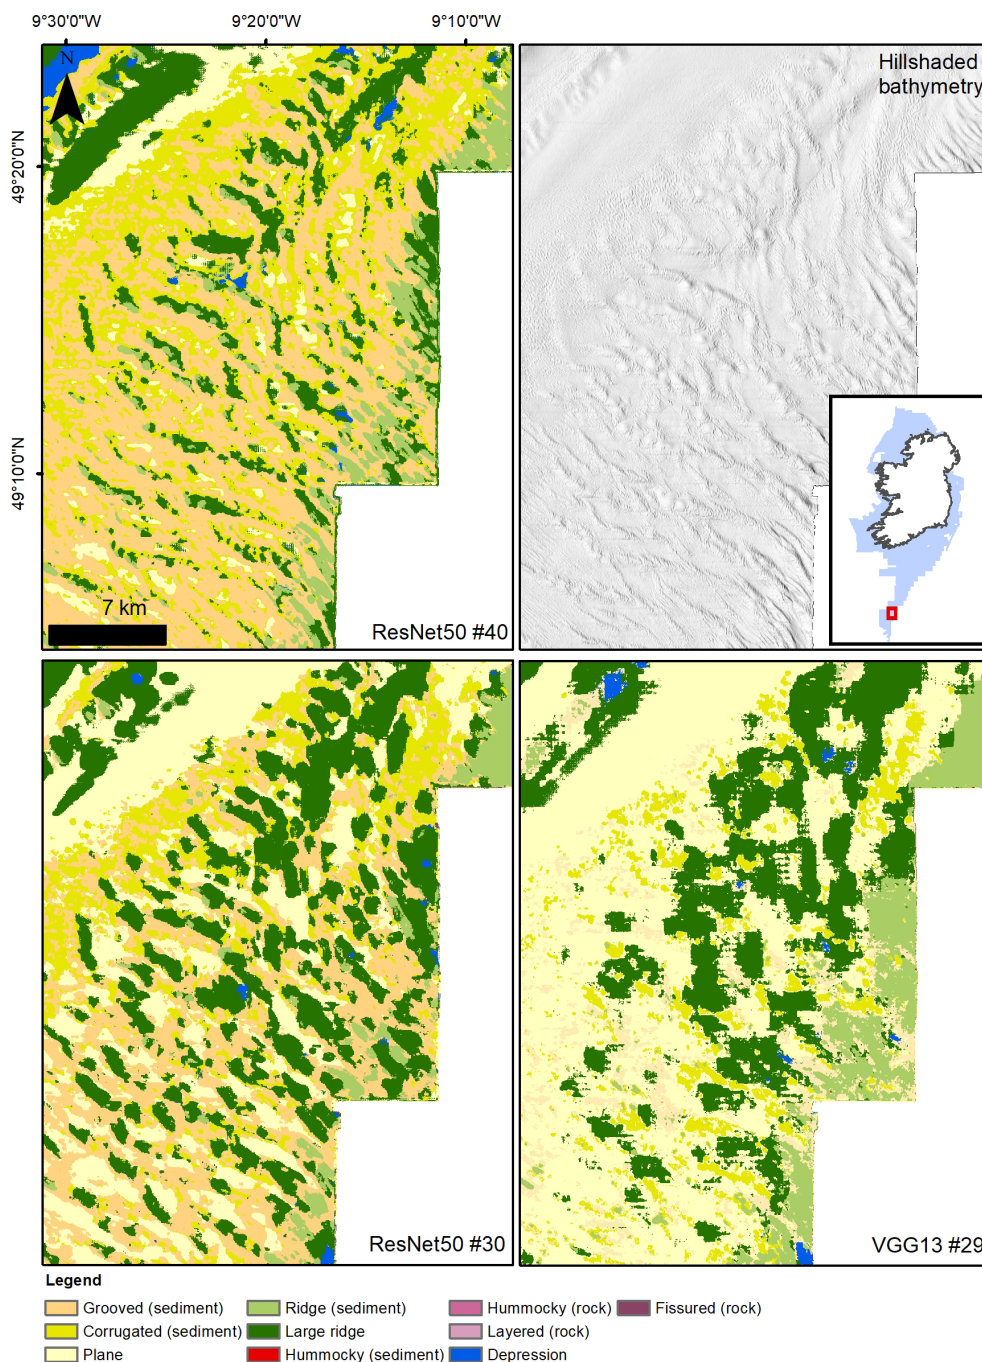 9°30'0"W 9°20'0"W 9°10'0"W
N
Hillshaded
bathymetry
49°20'0"N
49°10'0"N
7 km
ResNet50 #40
ResNet50 #30
VGG13 #29
Legend
Grooved (sediment) Ridge (sediment) Hummocky (rock) Fissured (rock)
Corrugated (sediment) Large ridge Layered (rock)
Plane Hummocky (sediment) Depression